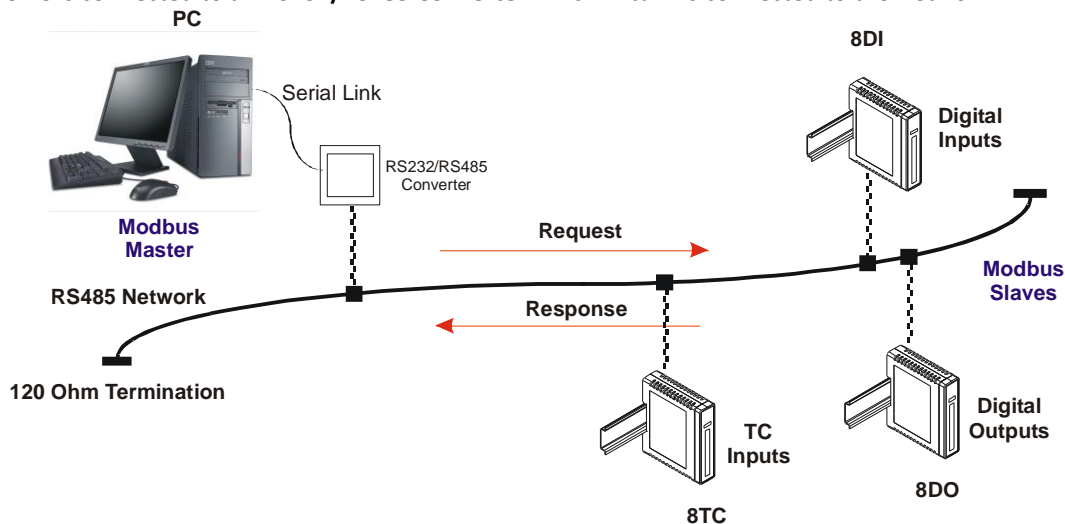 PC
Serial Link
RS232/RS485
Converter
Modbus
Master
RS485 Network
120 Ohm Termination
Request
Response
8DI
Digital
Inputs
Modbus
Slaves
TC
Inputs
8TC
Digital
Outputs
8DO